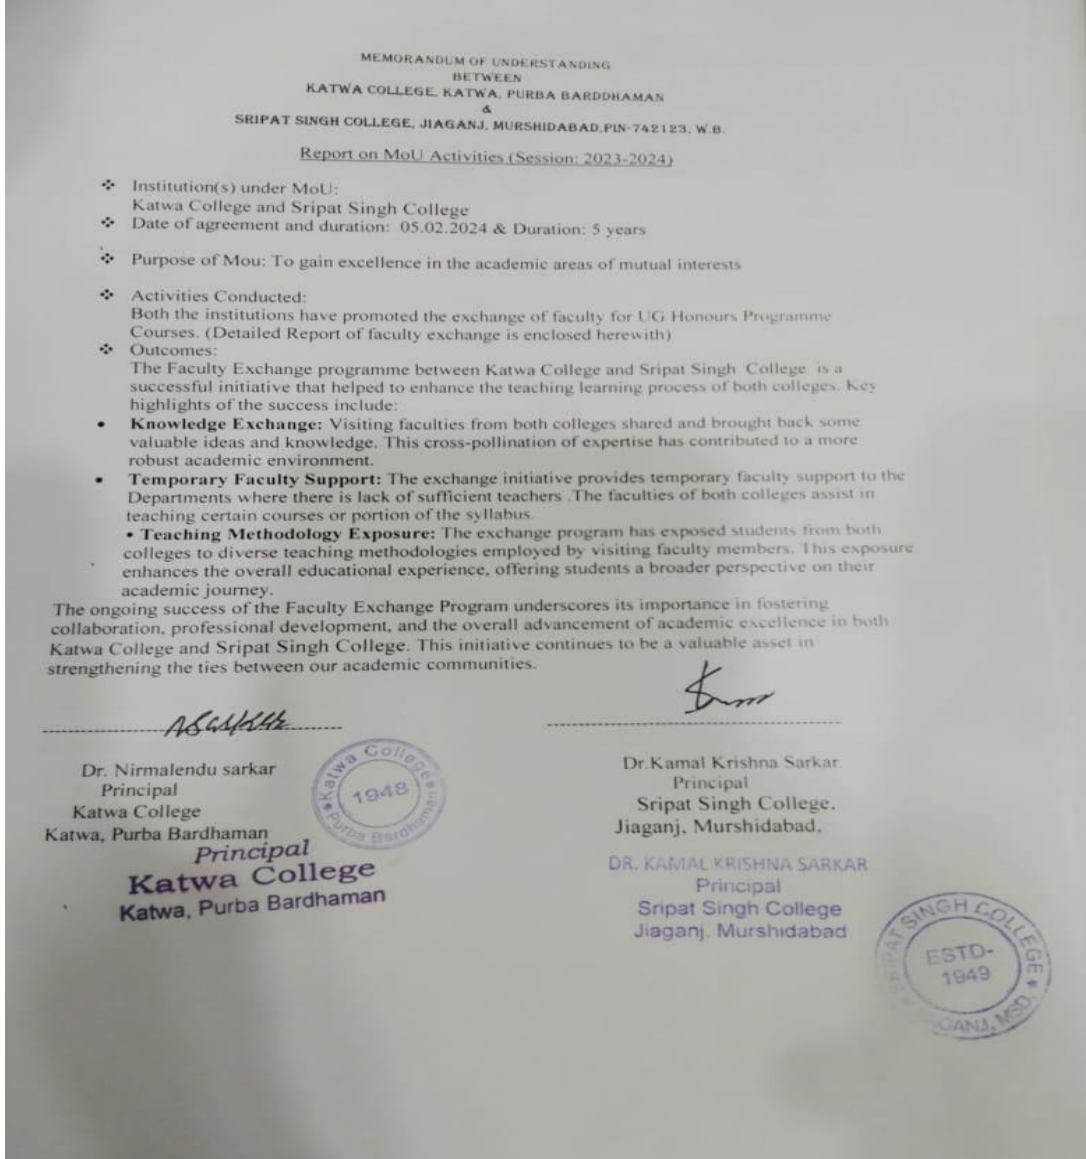 MEMORANDUM OF UNDERSTANDING
BETWEEN
KATWA COLLEGE, KATWA, PURBA BARDDHAMAN
&
SRIPAT SINGH COLLEGE, JIAGANJ, MURSHIDABAD,PIN-742123, W.B.
Report on MoU Activities (Session: 2023-2024)
❖ Institution(s) under MoU:
Katwa College and Sripat Singh College
❖ Date of agreement and duration: 05.02.2024 & Duration: 5 years
❖ Purpose of Mou: To gain excellence in the academic areas of mutual interests
❖ Activities Conducted:
Both the institutions have promoted the exchange of faculty for UG Honours Programme
Courses. (Detailed Report of faculty exchange is enclosed herewith)
❖ Outcomes:
The Faculty Exchange programme between Katwa College and Sripat Singh College is a
successful initiative that helped to enhance the teaching learning process of both colleges. Key
highlights of the success include:
• Knowledge Exchange: Visiting faculties from both colleges shared and brought back some
valuable ideas and knowledge. This cross-pollination of expertise has contributed to a more
robust academic environment.
• Temporary Faculty Support: The exchange initiative provides temporary faculty support to the
Departments where there is lack of sufficient teachers .The faculties of both colleges assist in
teaching certain courses or portion of the syllabus.
• Teaching Methodology Exposure: The exchange program has exposed students from both
colleges to diverse teaching methodologies employed by visiting faculty members. This exposure
enhances the overall educational experience, offering students a broader perspective on their
academic journey.
The ongoing success of the Faculty Exchange Program underscores its importance in fostering
collaboration, professional development, and the overall advancement of academic excellence in both
Katwa College and Sripat Singh College. This initiative continues to be a valuable asset in
strengthening the ties between our academic communities.
Dr. Nirmalendu sarkar
Principal
Katwa College
Katwa, Purba Bardhaman
Principal
Katwa College
Katwa, Purba Bardhaman
Katwa College
1948
Purba Bardhaman
Dr.Kamal Krishna Sarkar
Principal
Sripat Singh College,
Jiaganj, Murshidabad,
DR. KAMAL KRISHNA SARKAR
Principal
Sripat Singh College
Jiaganj, Murshidabad
SRIPAT SINGH COLLEGE
ESTD-
1949
MSD.